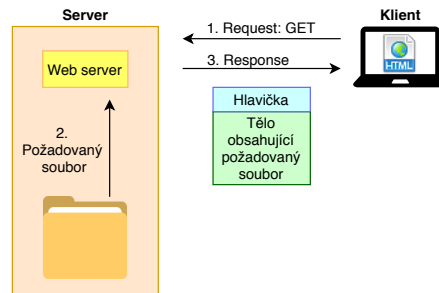 Server
Klient
1. Request: GET
3. Response
Web server
HTML
Hlavička
Tělo
obsahující
požadovaný
soubor
2.
Požadovaný
soubor